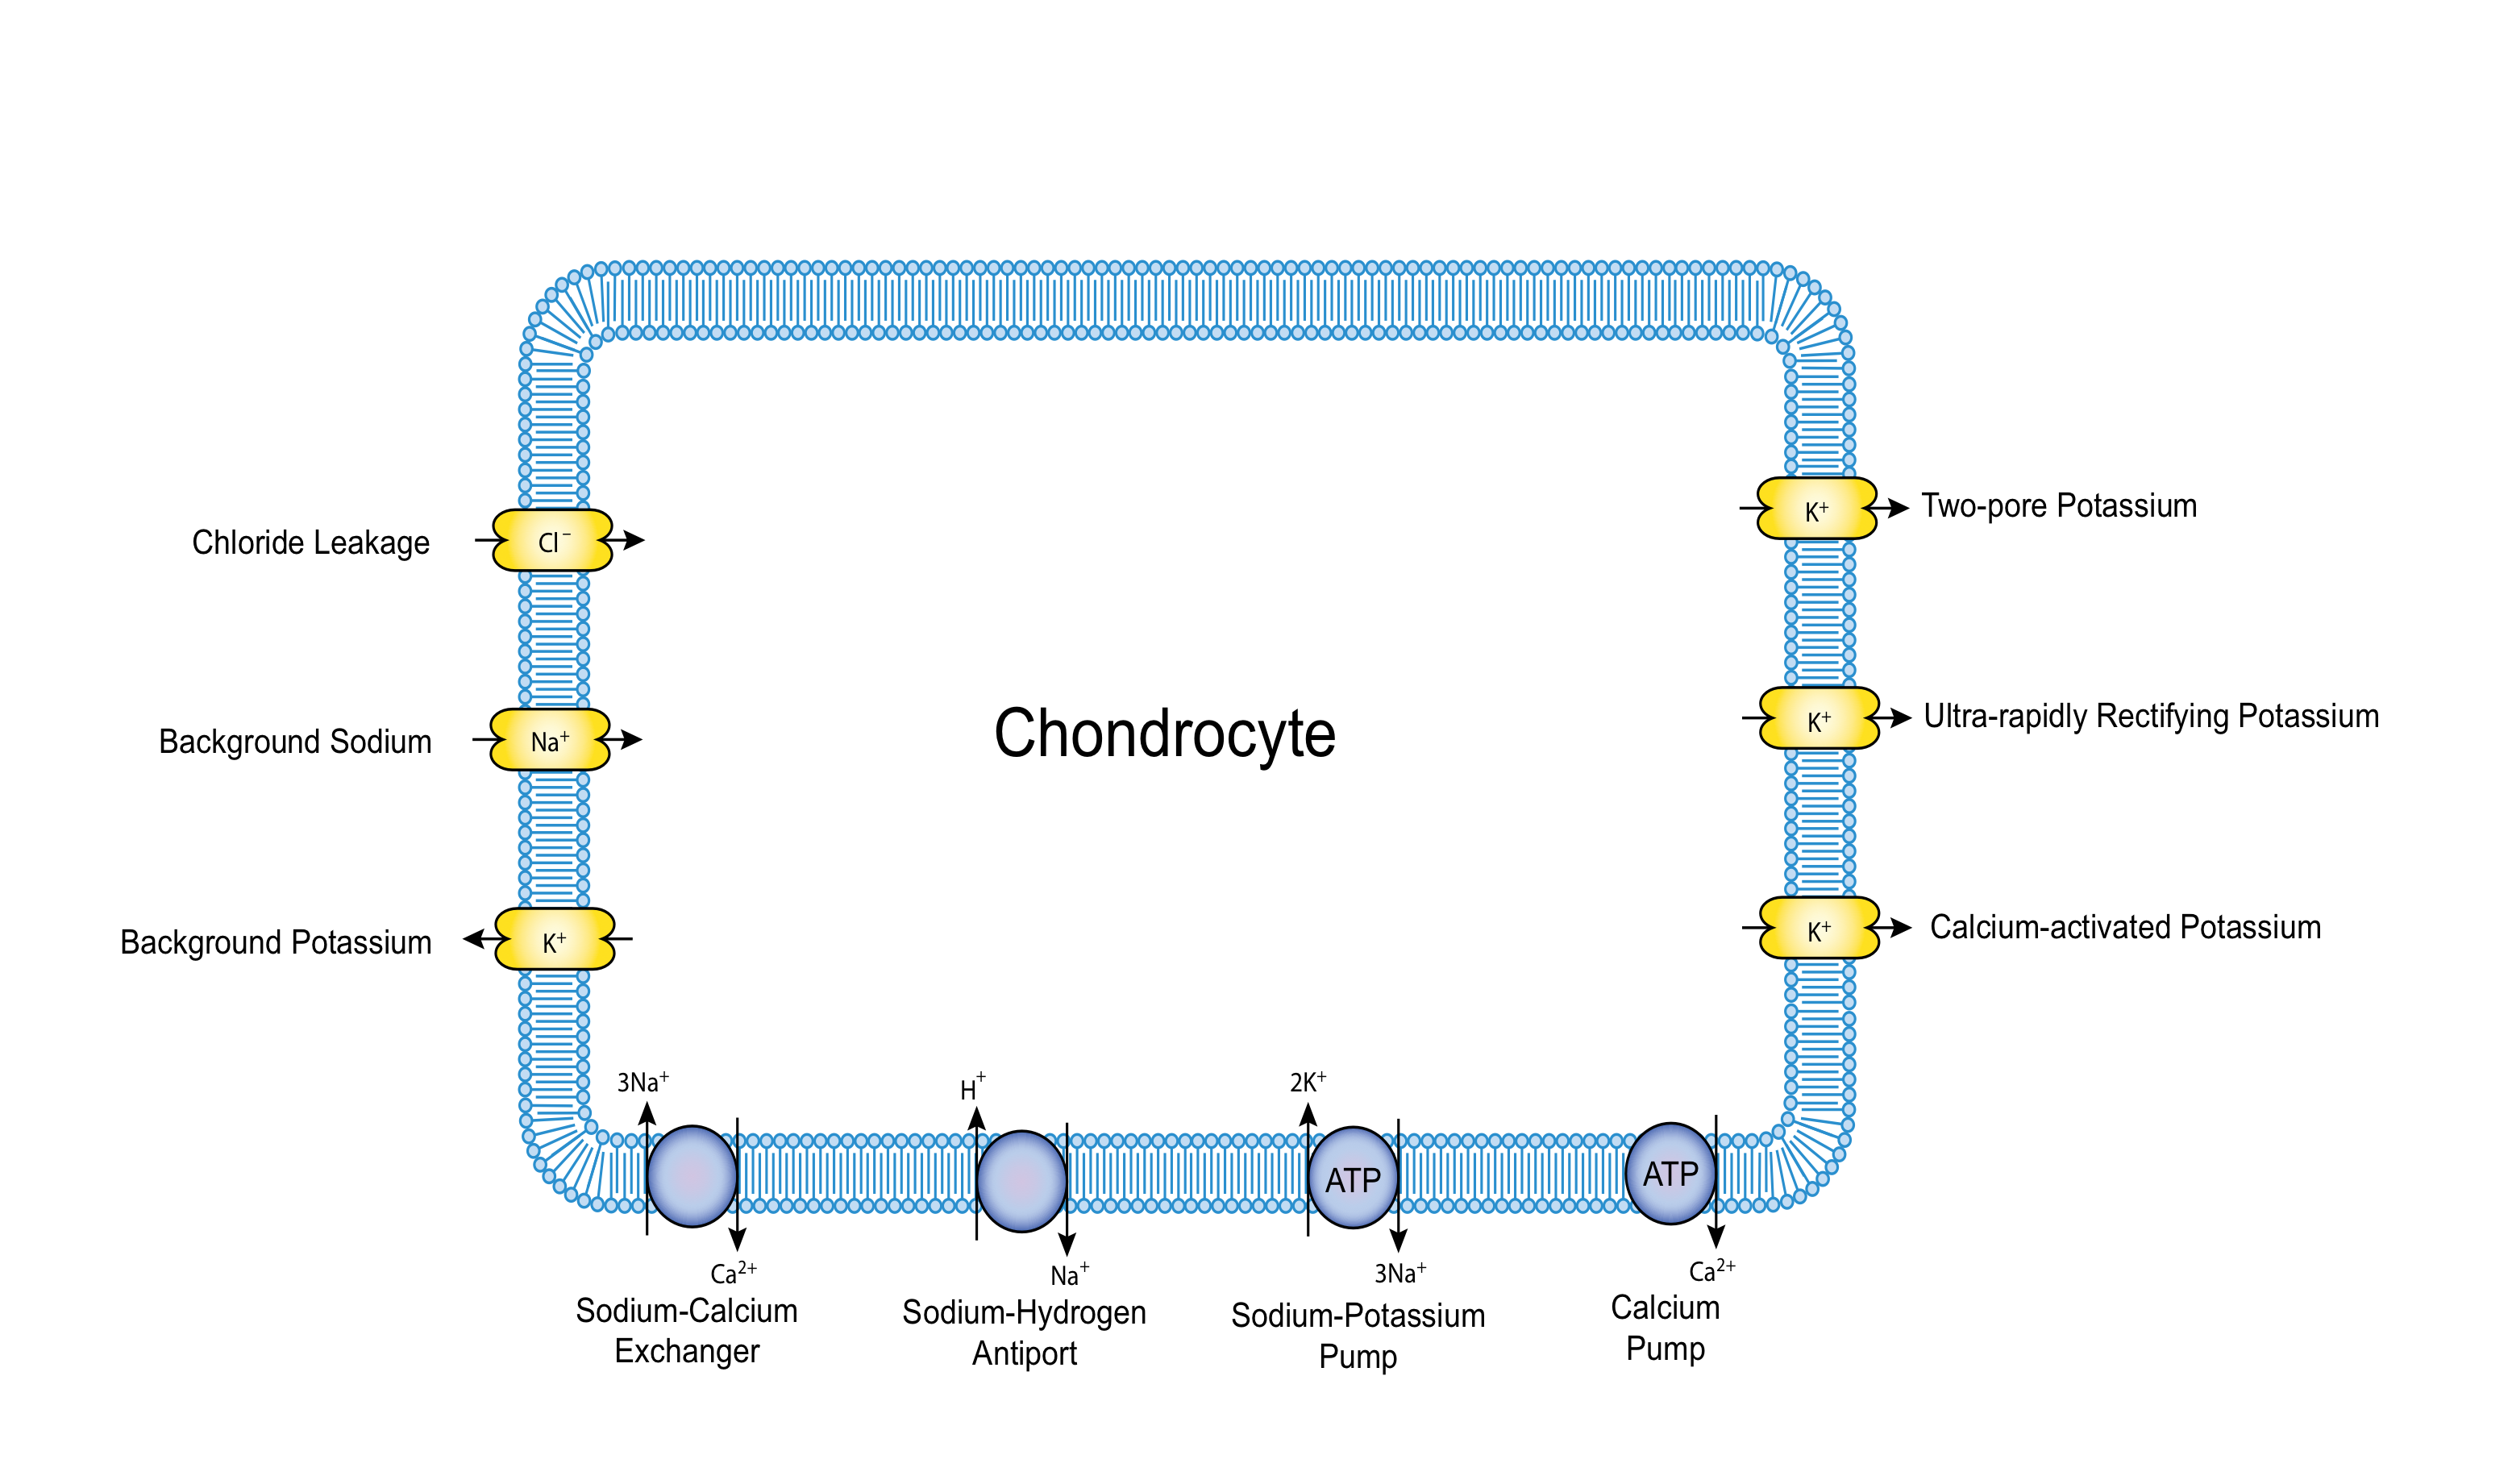 Chloride Leakage
Cl⁻
Background Sodium
Na⁺
Background Potassium
K⁺
Chondrocyte
K⁺
Two-pore Potassium
K⁺
Ultra-rapidly Rectifying Potassium
K⁺
Calcium-activated Potassium
3Na⁺
Ca²⁺
Sodium-Calcium
Exchanger
H⁺
Na⁺
Sodium-Hydrogen
Antiport
2K⁺
ATP
3Na⁺
Sodium-Potassium
Pump
ATP
Ca²⁺
Calcium
Pump